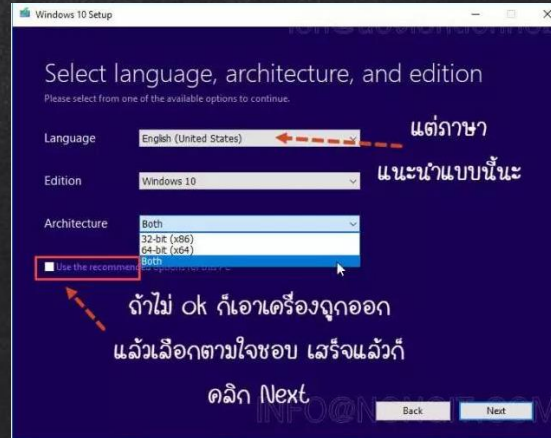 Windows 10 Setup
Select language, architecture, and edition
Please select from one of the available options to continue.
Language
English (United States)
แต่ภาษา
แนะนำแบบนี้นะ
Edition
Windows 10
Architecture
Both
32-bit (x86)
64-bit (x64)
Both
Use the recommended options for this PC
ถ้าไม่ ok ก็เอาเครื่องถูกออก
แล้วเลือกตามใจชอบ เสร็จแล้วก็
คลิก Next
Back
Next